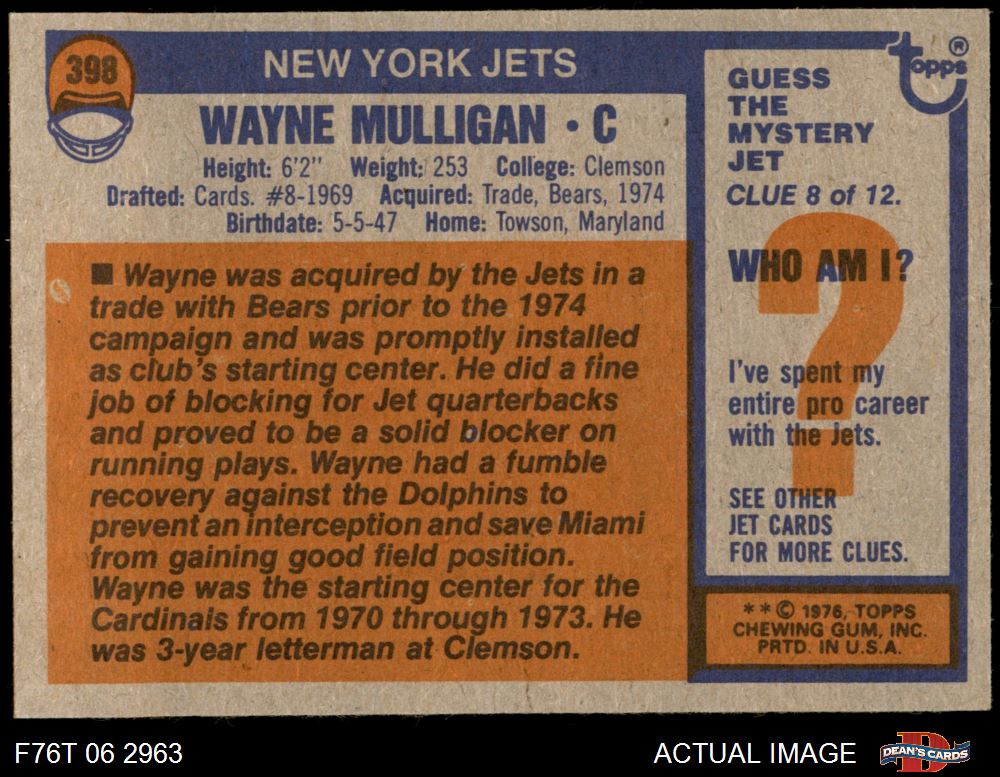 398
NEW YORK JETS
WAYNE MULLIGAN • C
Height: 6'2'' Weight: 253 College: Clemson
Drafted: Cards. #8-1969 Acquired: Trade, Bears, 1974
Birthdate: 5-5-47 Home: Towson, Maryland
■ Wayne was acquired by the Jets in a
trade with Bears prior to the 1974
campaign and was promptly installed
as club's starting center. He did a fine
job of blocking for Jet quarterbacks
and proved to be a solid blocker on
running plays. Wayne had a fumble
recovery against the Dolphins to
prevent an interception and save Miami
from gaining good field position.
Wayne was the starting center for the
Cardinals from 1970 through 1973. He
was 3-year letterman at Clemson.
topps ®
GUESS
THE
MYSTERY
JET
CLUE 8 of 12.
WHO AM I?
I've spent my
entire pro career
with the Jets.
SEE OTHER
JET CARDS
FOR MORE CLUES.
* * © 1976, TOPPS
CHEWING GUM, INC.
PRTD. IN U.S.A.
F76T 06 2963
ACTUAL IMAGE
D
DEAN'S CARDS